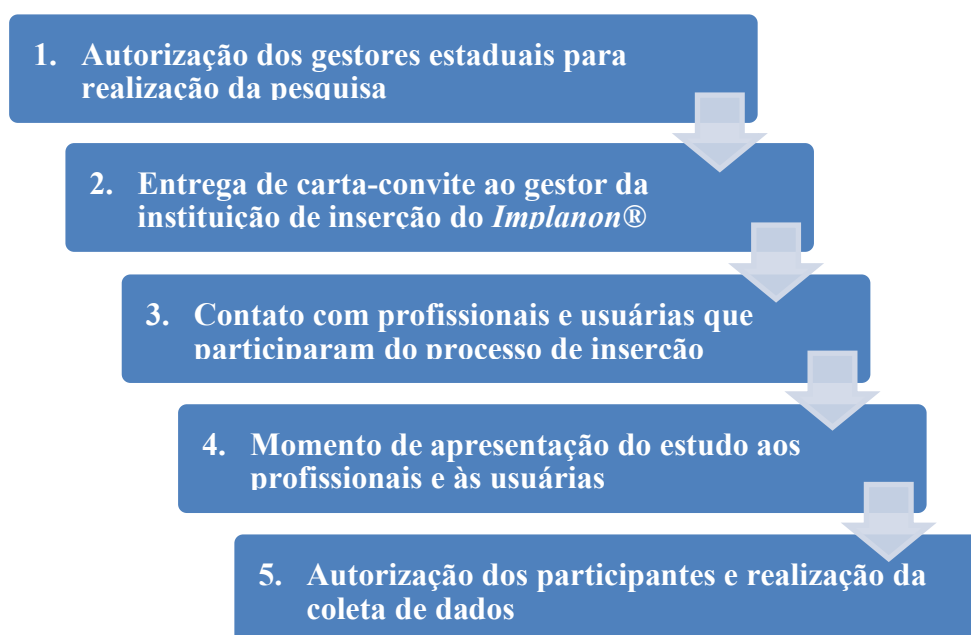 1. Autorização dos gestores estaduais para
realização da pesquisa
2. Entrega de carta-convite ao gestor da
instituição de inserção do Implanon®
3. Contato com profissionais e usuárias que
participaram do processo de inserção
4. Momento de apresentação do estudo aos
profissionais e às usuárias
5. Autorização dos participantes e realização da
coleta de dados